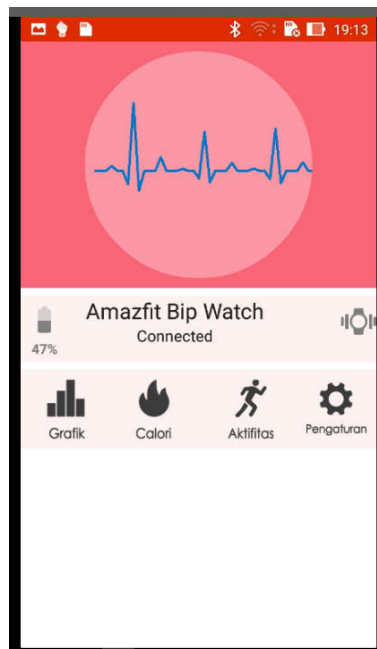 19:13
Amazfit Bip Watch
Connected
47%
Grafik Calori Aktifitas Pengaturan